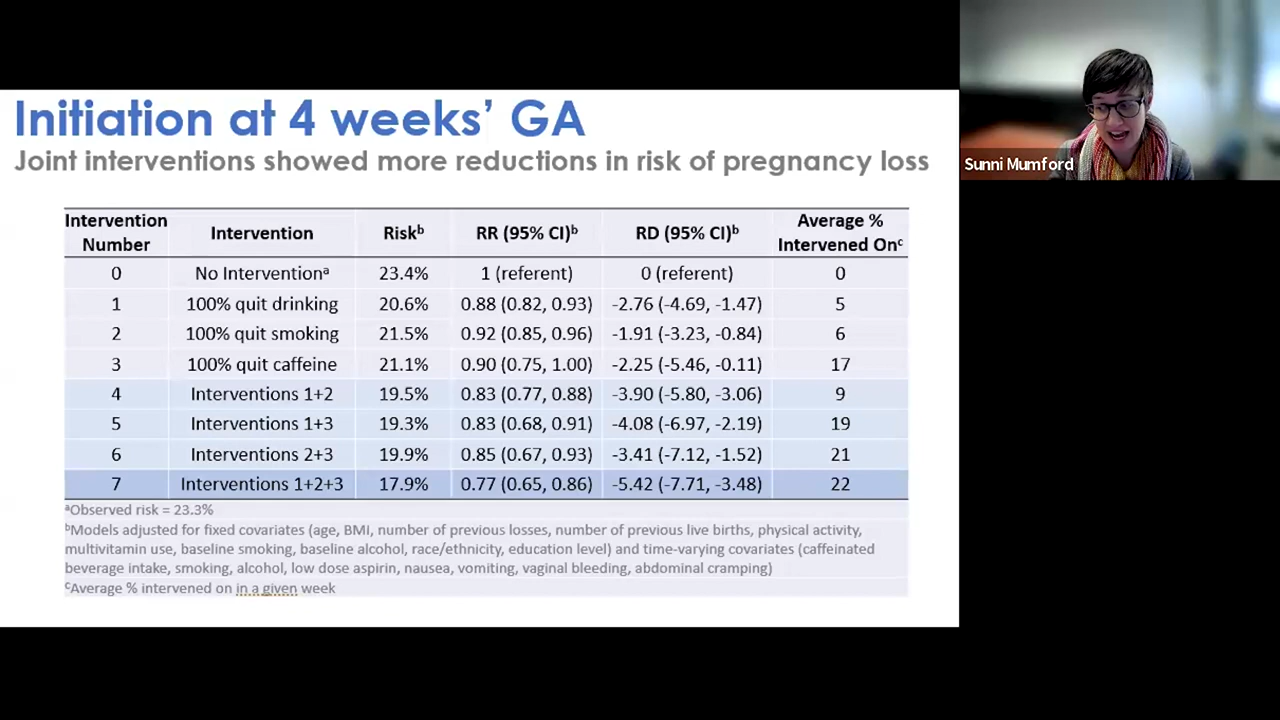 Initiation at 4 weeks’ GA
Joint interventions showed more reductions in risk of pregnancy loss
Sunni Mumford
Intervention Number Intervention Riskᵇ RR (95% CI)ᵇ RD (95% CI)ᵇ Average % Intervened Onᶜ
0 No Interventionᵃ 23.4% 1 (referent) 0 (referent) 0
1 100% quit drinking 20.6% 0.88 (0.82, 0.93) -2.76 (-4.69, -1.47) 5
2 100% quit smoking 21.5% 0.92 (0.85, 0.96) -1.91 (-3.23, -0.84) 6
3 100% quit caffeine 21.1% 0.90 (0.75, 1.00) -2.25 (-5.46, -0.11) 17
4 Interventions 1+2 19.5% 0.83 (0.77, 0.88) -3.90 (-5.80, -3.06) 9
5 Interventions 1+3 19.3% 0.83 (0.68, 0.91) -4.08 (-6.97, -2.19) 19
6 Interventions 2+3 19.9% 0.85 (0.67, 0.93) -3.41 (-7.12, -1.52) 21
7 Interventions 1+2+3 17.9% 0.77 (0.65, 0.86) -5.42 (-7.71, -3.48) 22
ᵃObserved risk = 23.3%
ᵇModels adjusted for fixed covariates (age, BMI, number of previous losses, number of previous live births, physical activity,
multivitamin use, baseline smoking, baseline alcohol, race/ethnicity, education level) and time-varying covariates (caffeinated
beverage intake, smoking, alcohol, low dose aspirin, nausea, vomiting, vaginal bleeding, abdominal cramping)
ᶜAverage % intervened on in a given week